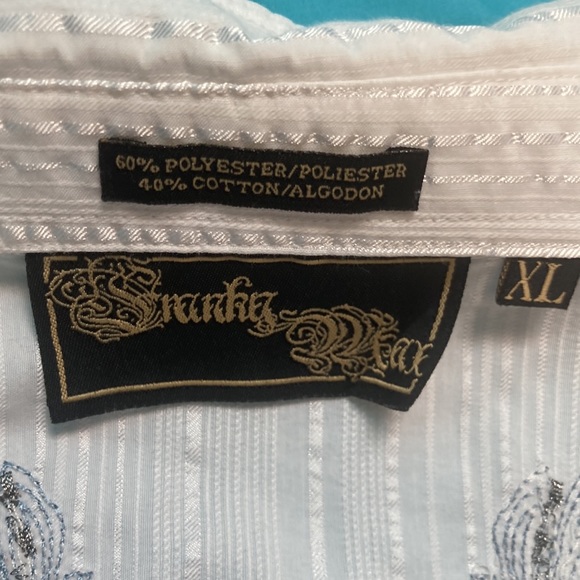 60% POLYESTER/POLIESTER
40% COTTON/ALGODON
Franky Max
XL